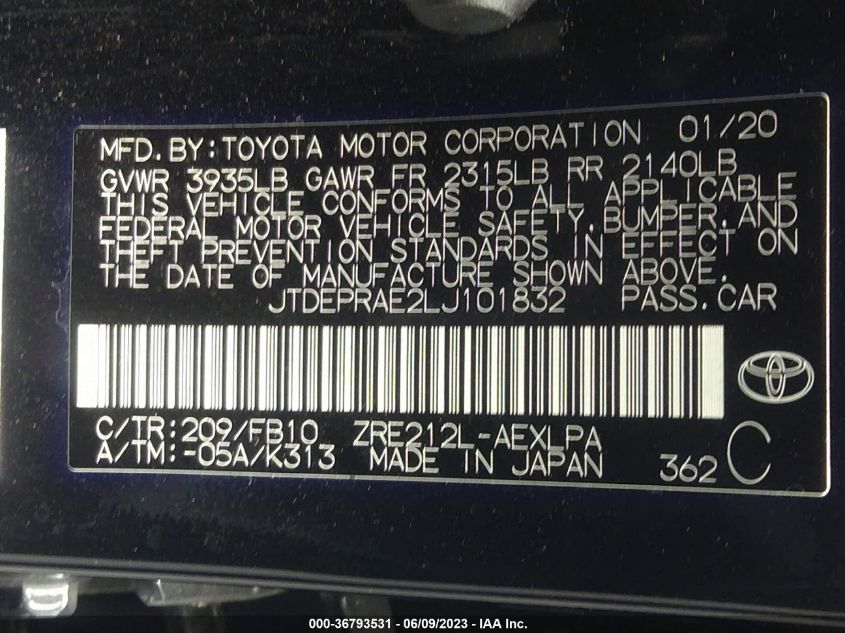 MFD.BY:TOYOTA MOTOR CORPORATION 01/20
GVWR 3935LB GAWR FR 2315LB RR 2140LB
THIS VEHICLE CONFORMS TO ALL APPLICABLE
FEDERAL MOTOR VEHICLE SAFETY,BUMPER,AND
THEFT PREVENTION STANDARDS IN EFFECT ON
THE DATE OF MANUFACTURE SHOWN ABOVE.
JTDEPRAE2LJ101832 PASS.CAR
C/TR:209/FB10 ZRE212L-AEXLPA
A/TM:-05A/K313 MADE IN JAPAN 362 C
000-36793531 - 06/09/2023 - IAA Inc.